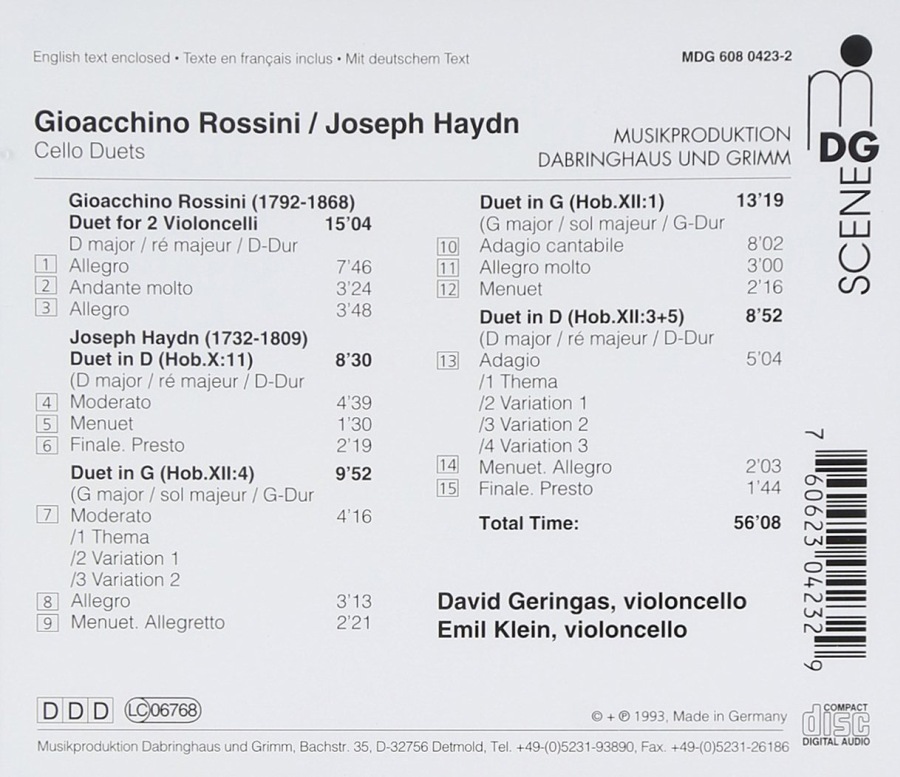 English text enclosed • Texte en français inclus • Mit deutschem Text
MDG 608 0423-2
Gioacchino Rossini / Joseph Haydn
Cello Duets
MUSIKPRODUKTION
DABRINGHAUS UND GRIMM
DG
SCENE
Gioacchino Rossini (1792-1868)
Duet for 2 Violoncelli 15'04
D major / ré majeur / D-Dur
1 Allegro 7'46
2 Andante molto 3'24
3 Allegro 3'48
Joseph Haydn (1732-1809)
Duet in D (Hob.X:11) 8'30
(D major / ré majeur / D-Dur
4 Moderato 4'39
5 Menuet 1'30
6 Finale. Presto 2'19
Duet in G (Hob.XII:4) 9'52
(G major / sol majeur / G-Dur
7 Moderato 4'16
/1 Thema
/2 Variation 1
/3 Variation 2
8 Allegro 3'13
9 Menuet. Allegretto 2'21
Duet in G (Hob.XII:1) 13'19
(G major / sol majeur / G-Dur
10 Adagio cantabile 8'02
11 Allegro molto 3'00
12 Menuet 2'16
Duet in D (Hob.XII:3+5) 8'52
(D major / ré majeur / D-Dur
13 Adagio 5'04
/1 Thema
/2 Variation 1
/3 Variation 2
/4 Variation 3
14 Menuet. Allegro 2'03
15 Finale. Presto 1'44
Total Time: 56'08
David Geringas, violoncello
Emil Klein, violoncello
7 60623 04232 9
D D D
LC 06768
© + ℗ 1993, Made in Germany
COMPACT
disc
DIGITAL AUDIO
Musikproduktion Dabringhaus und Grimm, Bachstr. 35, D-32756 Detmold, Tel. +49-(0)5231-93890, Fax. +49-(0)5231-26186